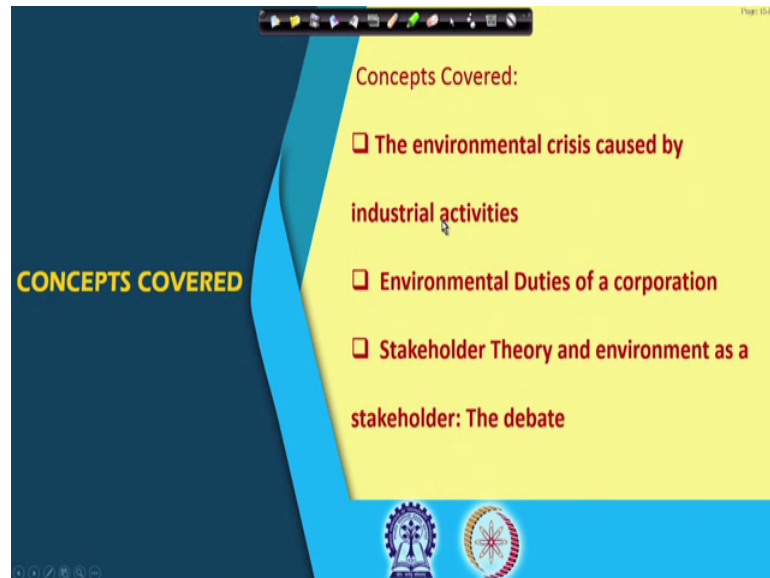 Concepts Covered:
❑ The environmental crisis caused by
industrial activities
CONCEPTS COVERED
❑ Environmental Duties of a corporation
❑ Stakeholder Theory and environment as a
stakeholder: The debate